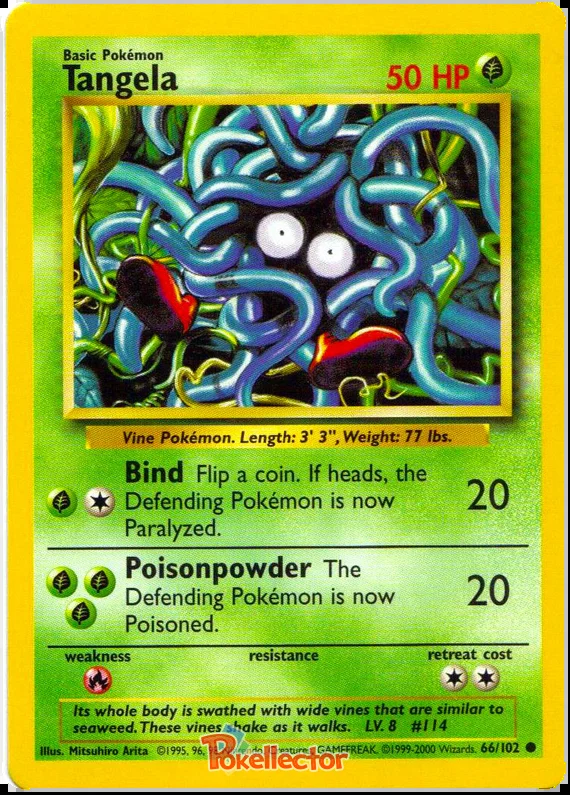 Basic Pokémon
Tangela
50 HP
Vine Pokémon. Length: 3' 3", Weight: 77 lbs.
Bind Flip a coin. If heads, the
Defending Pokémon is now
Paralyzed.
20
Poisonpowder The
Defending Pokémon is now
Poisoned.
20
weakness resistance retreat cost
Its whole body is swathed with wide vines that are similar to
seaweed. These vines shake as it walks. LV. 8 #114
Illus. Mitsuhiro Arita ©1995, 96, GAMEFREAK. ©1999-2000 Wizards. 66/102
Pokellector